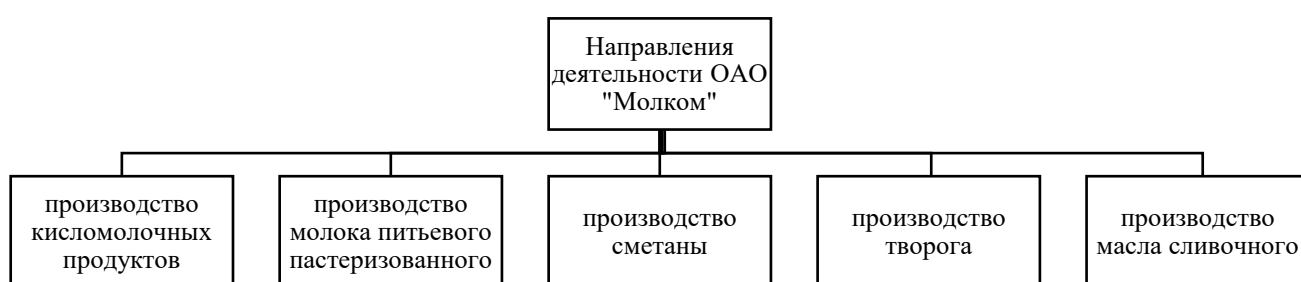 Направления
деятельности ОАО
"Молком"
производство
кисломолочных
продуктов
производство
молока питьевого
пастеризованного
производство
сметаны
производство
творога
производство
масла сливочного